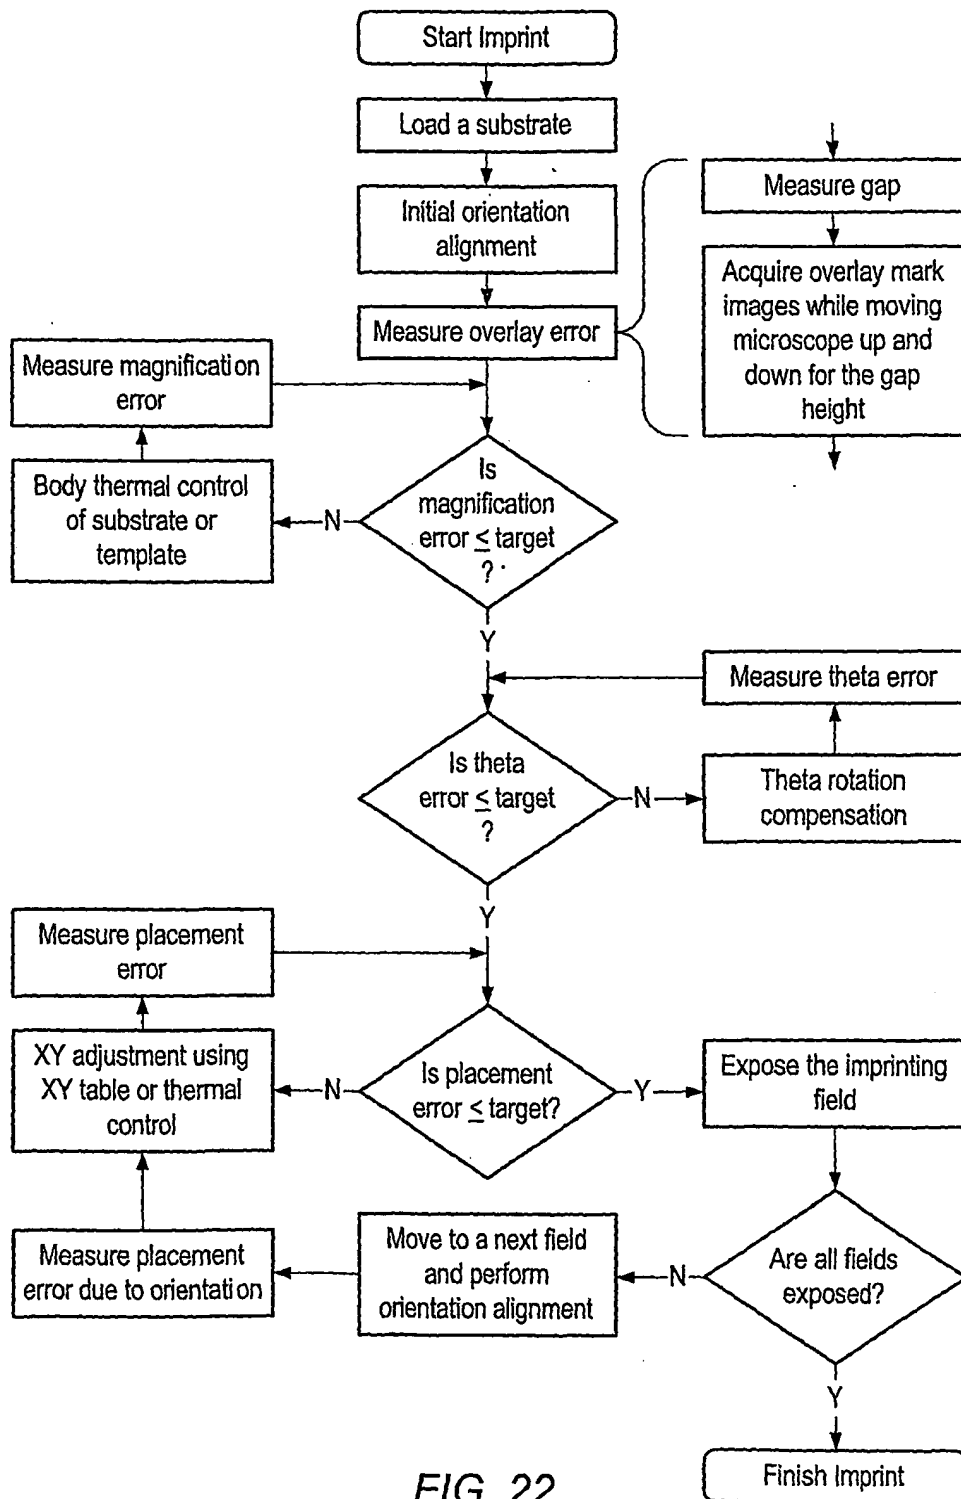 Start Imprint
Load a substrate
Initial orientation
alignment
Measure overlay error
Measure gap
Acquire overlay mark
images while moving
microscope up and
down for the gap
height
Measure magnification
error
Body thermal control
of substrate or
template
N
Is
magnification
error ≤ target
?
Y
Measure theta error
Is theta
error ≤ target
?
N
Theta rotation
compensation
Y
Measure placement
error
XY adjustment using
XY table or thermal
control
N
Is placement
error ≤ target?
Y
Expose the imprinting
field
Measure placement
error due to orientation
Move to a next field
and perform
orientation alignment
N
Are all fields
exposed?
Y
Finish Imprint
FIG. 22